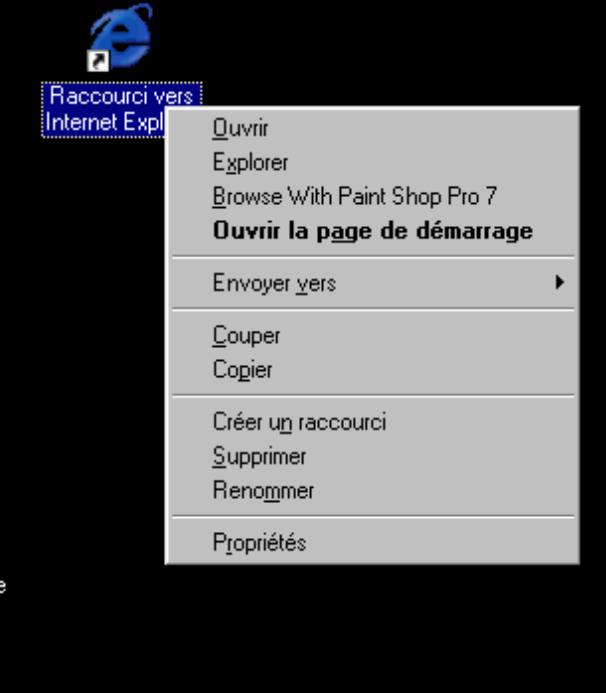 Raccourci vers
Internet Expl
Ouvrir
Explorer
Browse With Paint Shop Pro 7
Ouvrir la page de démarrage
Envoyer vers
Couper
Copier
Créer un raccourci
Supprimer
Renommer
Propriétés
e